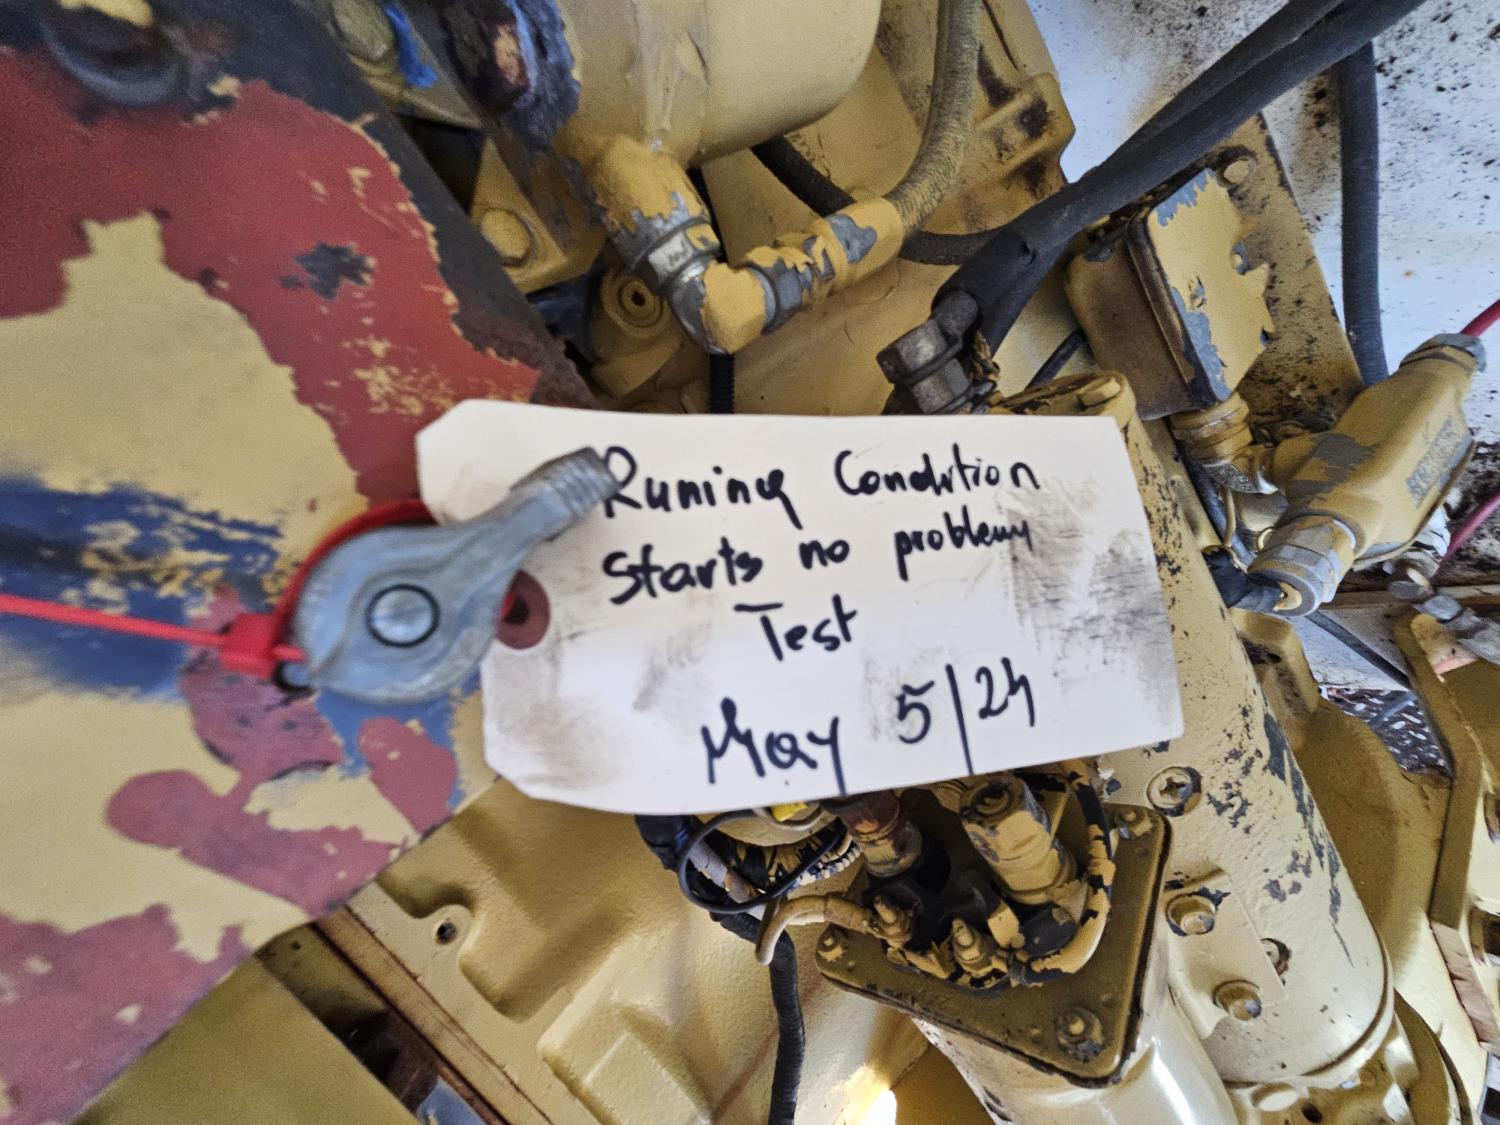 Runing Condition
Starts no problem
Test
May 5/24